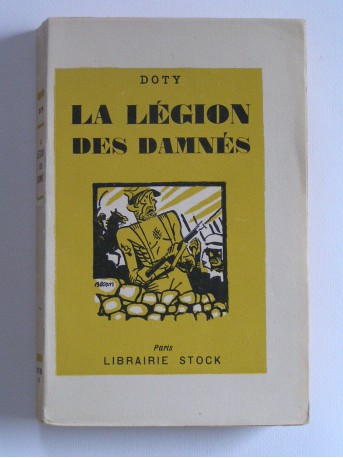 DOTY
LA LÉGION
DES DAMNÉS
Paris
LIBRAIRIE STOCK